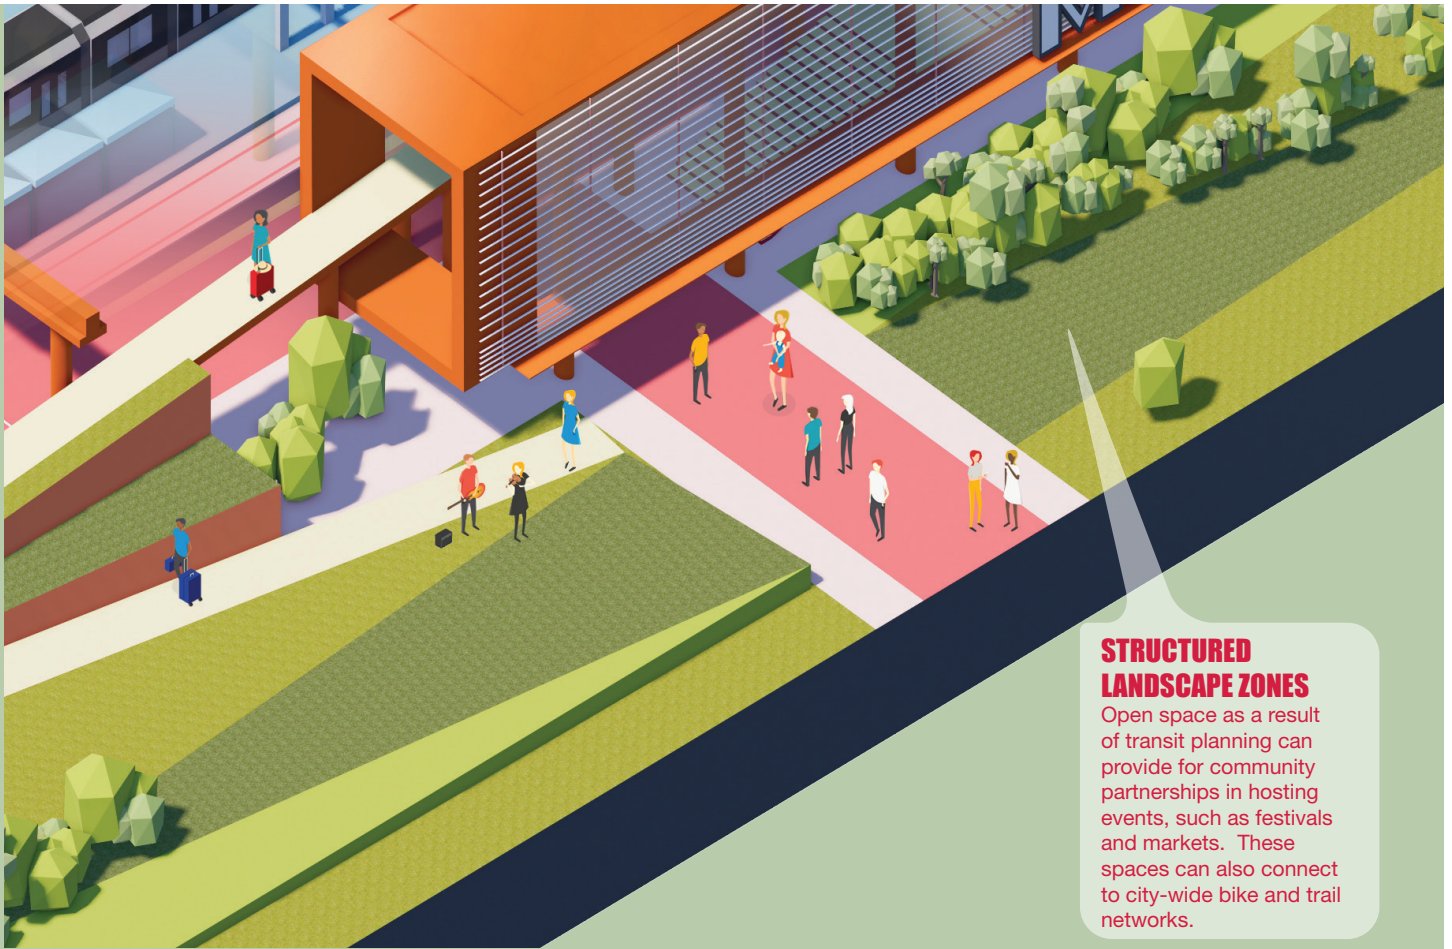 M
STRUCTURED
LANDSCAPE ZONES
Open space as a result
of transit planning can
provide for community
partnerships in hosting
events, such as festivals
and markets.  These
spaces can also connect
to city-wide bike and trail
networks.